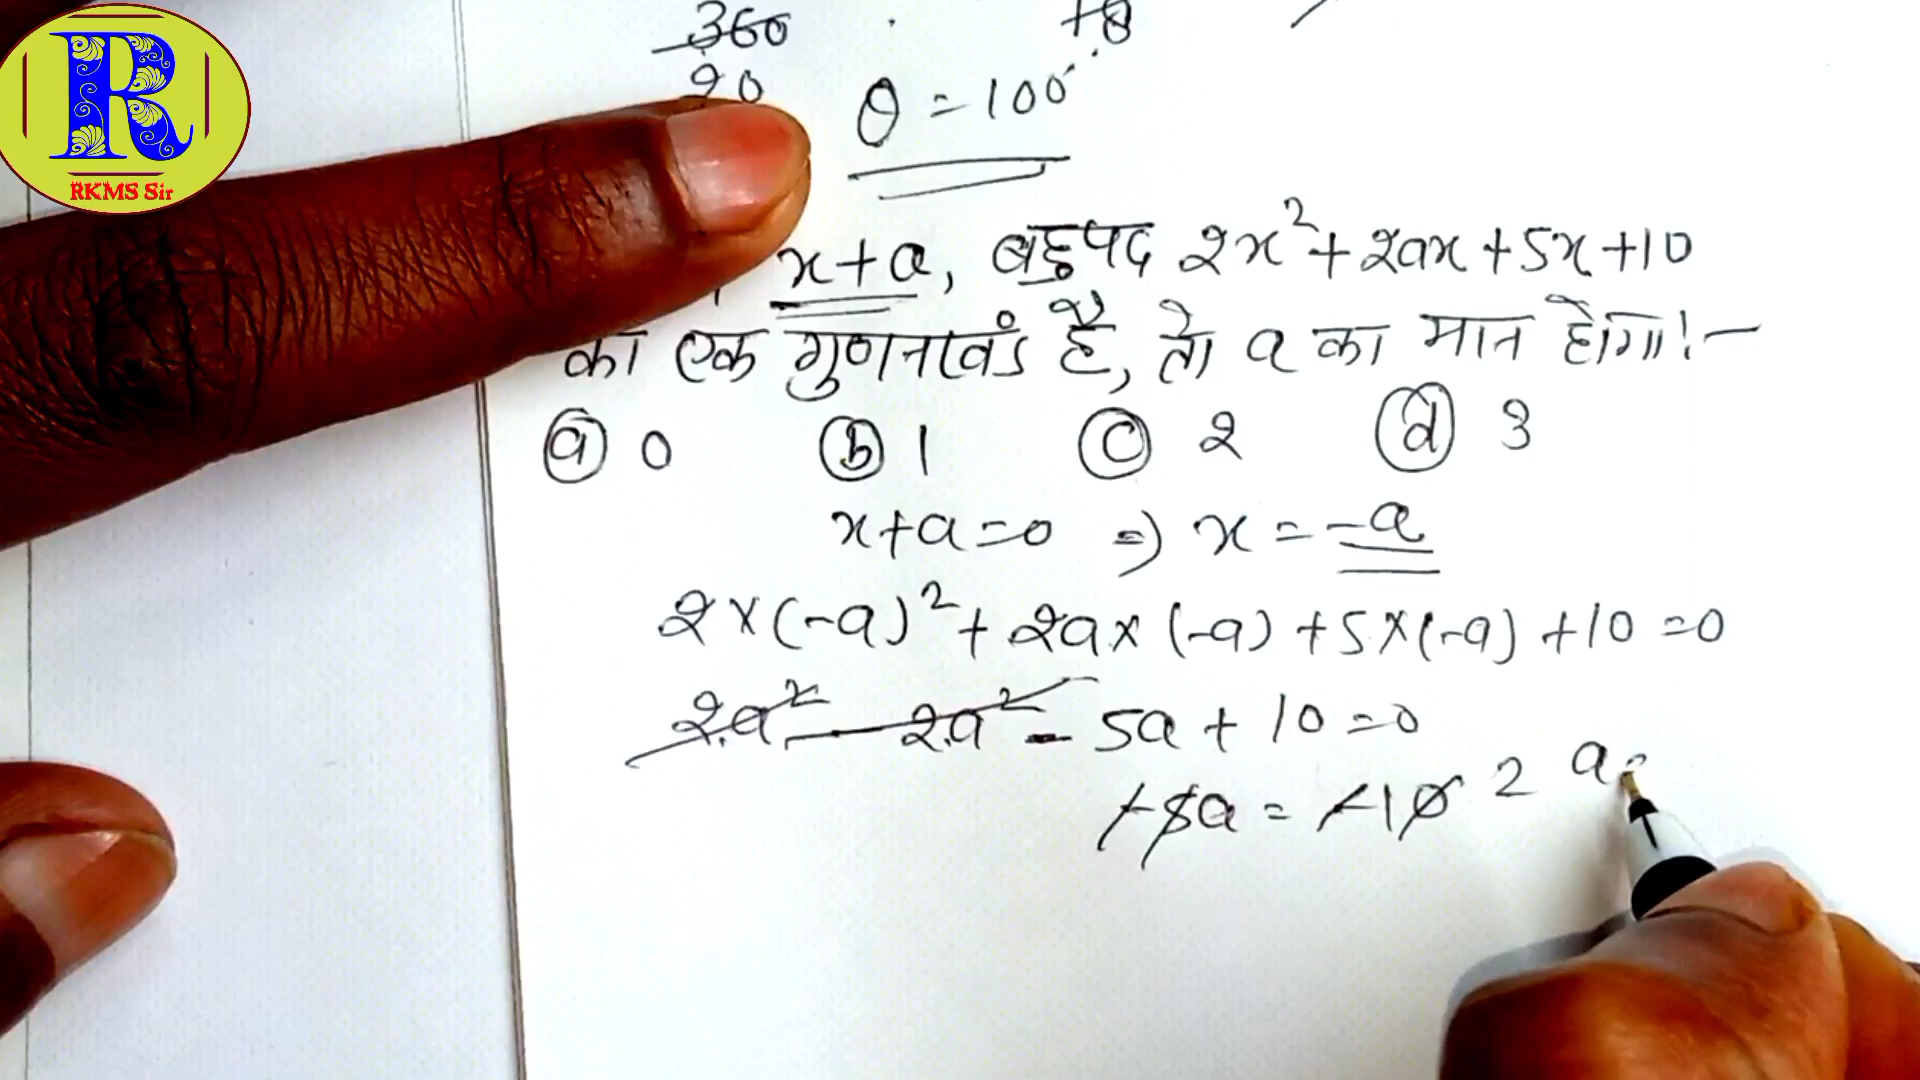 R
RKMS Sir
360
90
θ = 100°
x+a, बहुपद 2x²+2ax+5x+10
का एक गुणनखंड है, तो a का मान होगा!-
(a) 0 (b) 1 (c) 2 (d) 3
x+a=0 ⇒ x = -a
2×(-a)²+2a×(-a)+5×(-a)+10=0
2a² - 2a² - 5a + 10 = 0
-5a = -10 2 a=